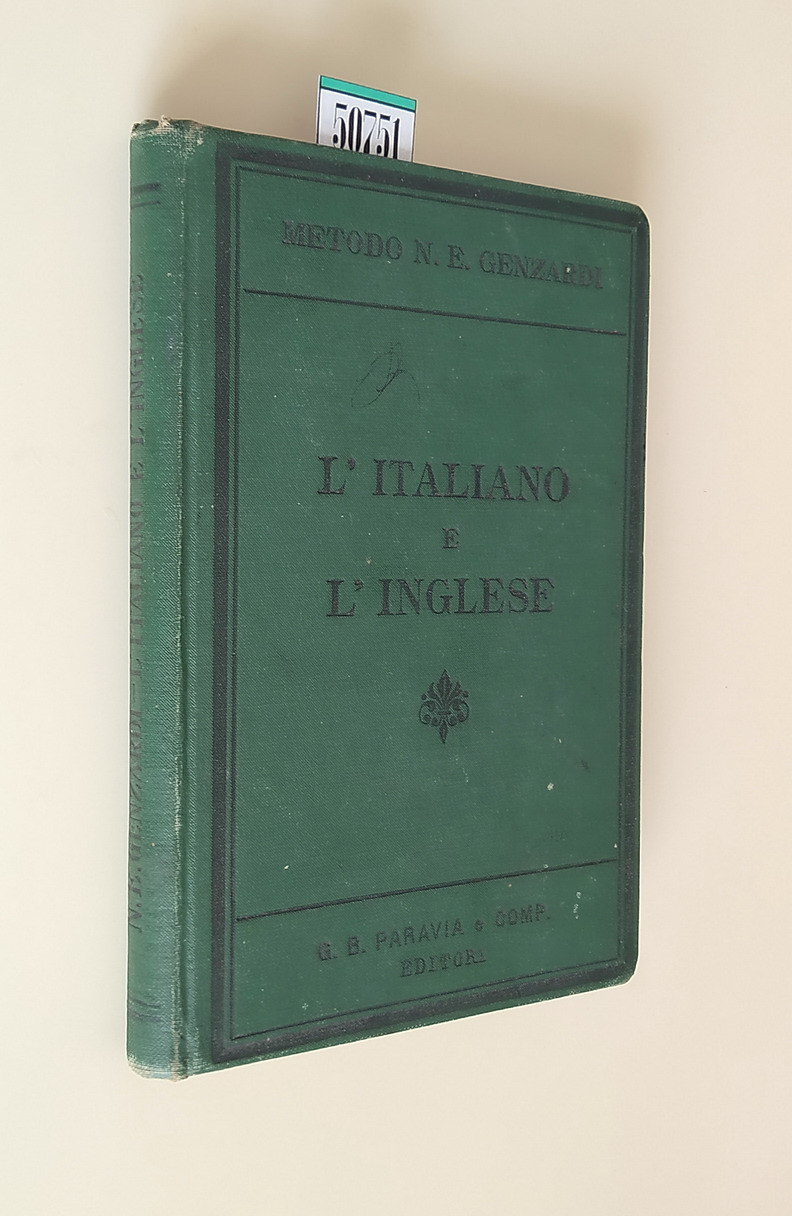 50751
METODO N. E. GENZARDI
L' ITALIANO
E
L' INGLESE
G. B. PARAVIA e COMP.
EDITORI
N. E. GENZARDI - L'ITALIANO E L'INGLESE